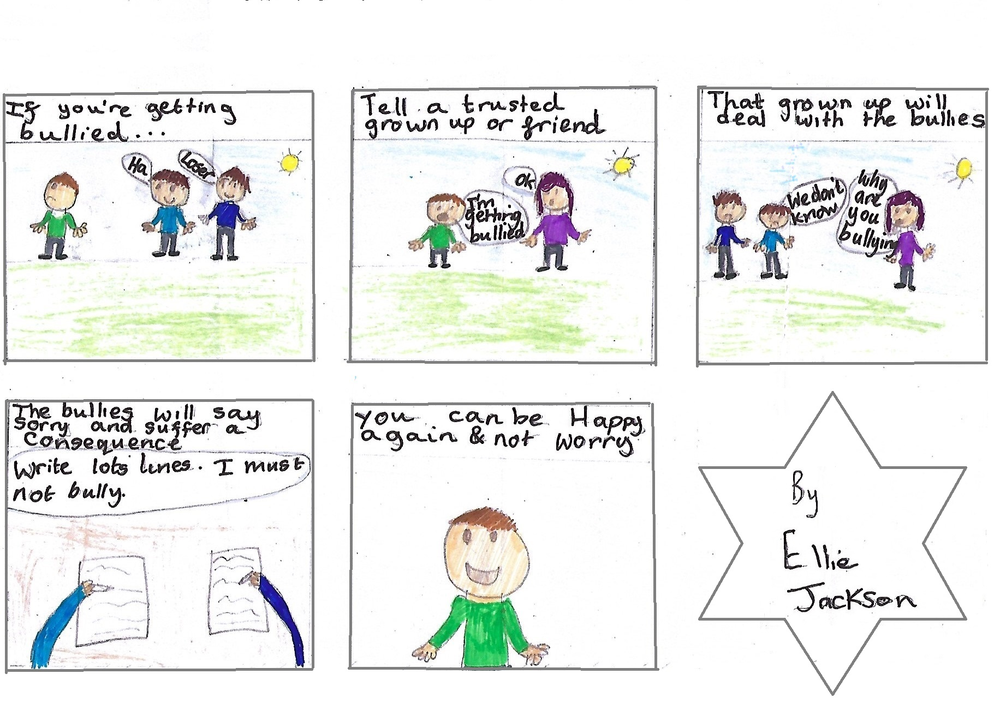 If you're getting
bullied...
Ha
Loser
Tell a trusted
grown up or friend
I'm
getting
bullied
Ok
That grown up will
deal with the bullies
We don't
know
Why
are
you
bullying
The bullies will say
sorry and suffer a
Consequence
Write lots lines. I must
not bully.
you can be Happy
again & not worry
By
Ellie
Jackson